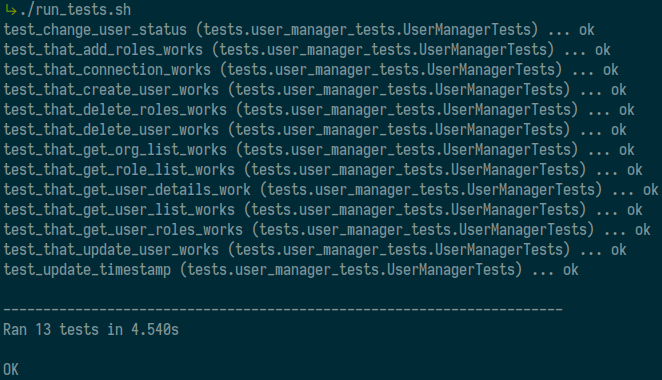 ↳./run_tests.sh
test_change_user_status (tests.user_manager_tests.UserManagerTests) ... ok
test_that_add_roles_works (tests.user_manager_tests.UserManagerTests) ... ok
test_that_connection_works (tests.user_manager_tests.UserManagerTests) ... ok
test_that_create_user_works (tests.user_manager_tests.UserManagerTests) ... ok
test_that_delete_roles_works (tests.user_manager_tests.UserManagerTests) ... ok
test_that_delete_user_works (tests.user_manager_tests.UserManagerTests) ... ok
test_that_get_org_list_works (tests.user_manager_tests.UserManagerTests) ... ok
test_that_get_role_list_works (tests.user_manager_tests.UserManagerTests) ... ok
test_that_get_user_details_work (tests.user_manager_tests.UserManagerTests) ... ok
test_that_get_user_list_works (tests.user_manager_tests.UserManagerTests) ... ok
test_that_get_user_roles_works (tests.user_manager_tests.UserManagerTests) ... ok
test_that_update_user_works (tests.user_manager_tests.UserManagerTests) ... ok
test_update_timestamp (tests.user_manager_tests.UserManagerTests) ... ok
----------------------------------------------------------------------
Ran 13 tests in 4.540s
OK